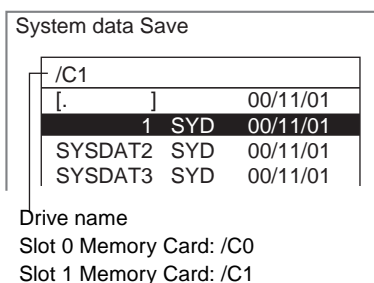 System data Save
/C1
[. ] 00/11/01
1 SYD 00/11/01
SYSDAT2 SYD 00/11/01
SYSDAT3 SYD 00/11/01
Drive name
Slot 0 Memory Card: /C0
Slot 1 Memory Card: /C1